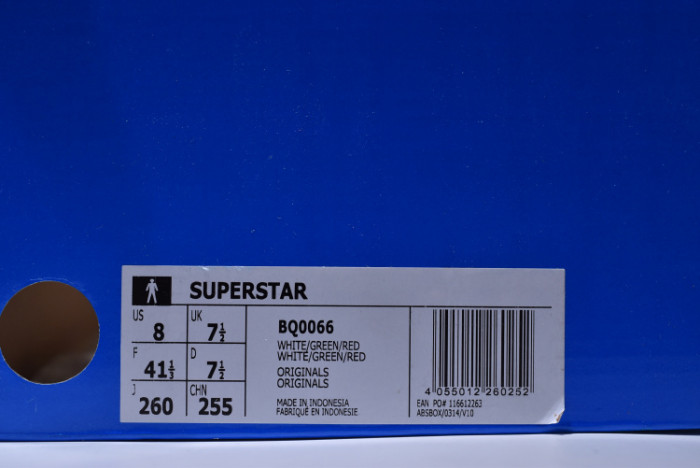 SUPERSTAR
US 8 UK 7½
F 41⅓ D 7½
J 260 CHN 255
BQ0066
WHITE/GREEN/RED
WHITE/GREEN/RED
ORIGINALS
ORIGINALS
MADE IN INDONESIA
FABRIQUÉ EN INDONESIE
4 055012 260252
EAN PO# 116612263
ABSBOX/0314/V10